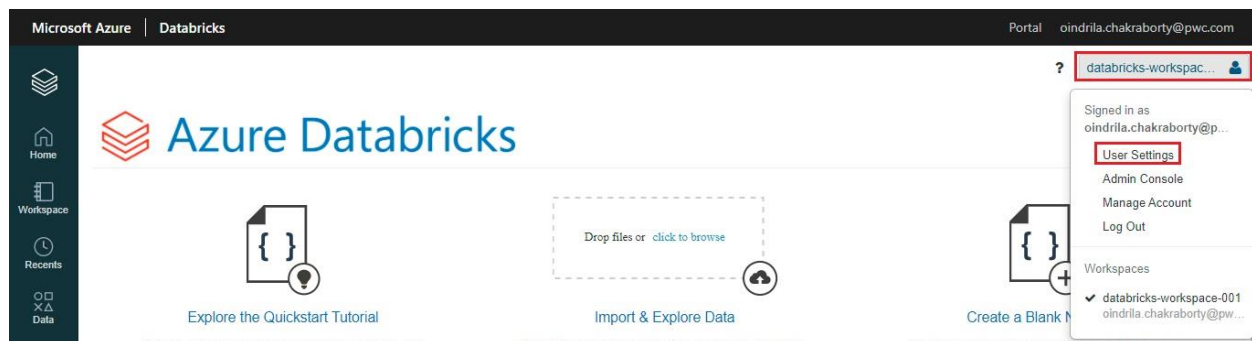 Microsoft Azure Databricks Portal oindrila.chakraborty@pwc.com
? databricks-workspac...
Signed in as
oindrila.chakraborty@p...
User Settings
Admin Console
Manage Account
Log Out
Workspaces
databricks-workspace-001
oindrila.chakraborty@pw...
Home
Workspace
Recents
Data
Azure Databricks
{ }
Explore the Quickstart Tutorial
Drop files or click to browse
Import & Explore Data
{ }
Create a Blank